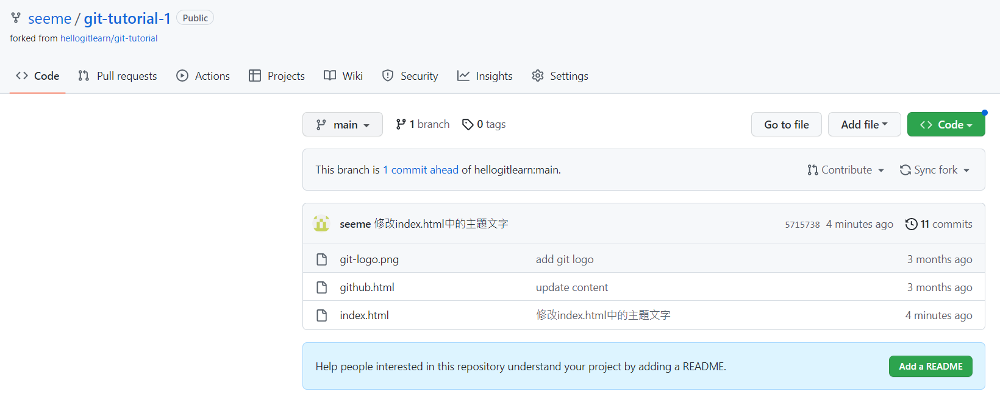 seeme / git-tutorial-1 Public
forked from hellogitlearn/git-tutorial
Code Pull requests Actions Projects Wiki Security Insights Settings
main 1 branch 0 tags Go to file Add file Code
This branch is 1 commit ahead of hellogitlearn:main. Contribute Sync fork
seeme 修改index.html中的主題文字 5715738 4 minutes ago 11 commits
git-logo.png add git logo 3 months ago
github.html update content 3 months ago
index.html 修改index.html中的主題文字 4 minutes ago
Help people interested in this repository understand your project by adding a README. Add a README